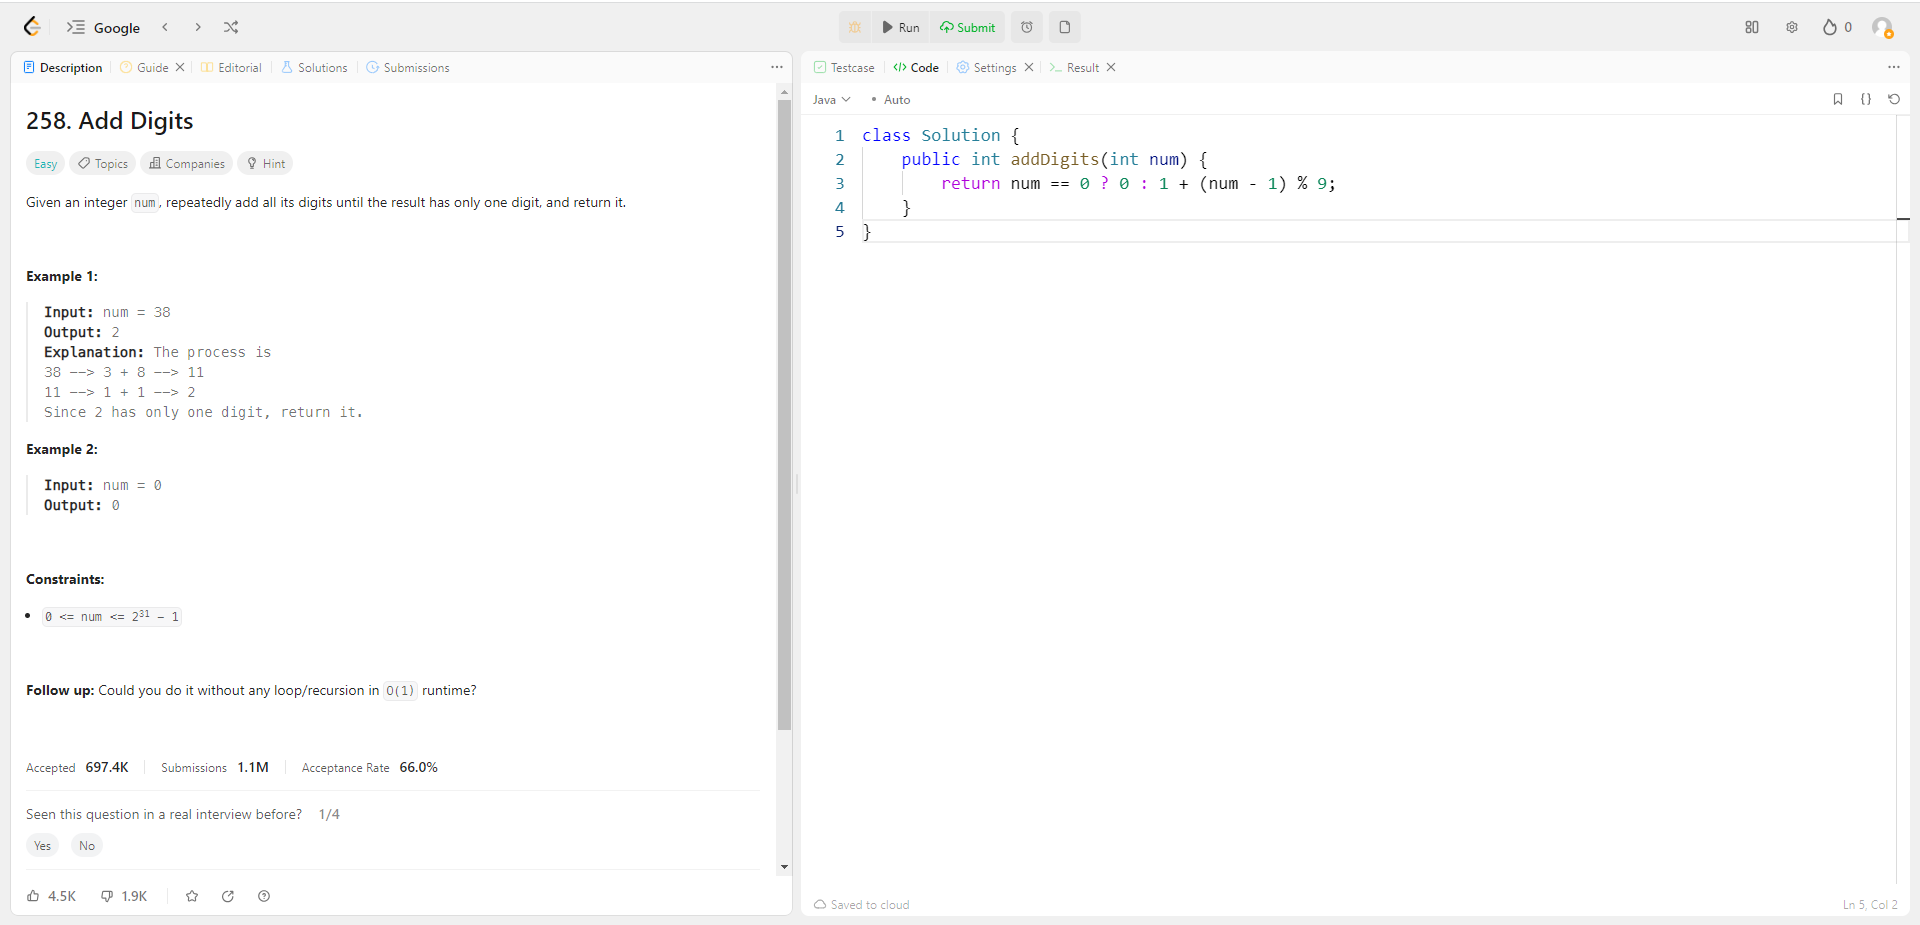 Google
Run
Submit
0
Description
Guide
Editorial
Solutions
Submissions
258. Add Digits
Easy
Topics
Companies
Hint
Given an integer num, repeatedly add all its digits until the result has only one digit, and return it.
Example 1:
Input: num = 38
Output: 2
Explanation: The process is
38 --> 3 + 8 --> 11
11 --> 1 + 1 --> 2
Since 2 has only one digit, return it.
Example 2:
Input: num = 0
Output: 0
Constraints:
• 0 <= num <= 2³¹ - 1
Follow up: Could you do it without any loop/recursion in O(1) runtime?
Accepted 697.4K
Submissions 1.1M
Acceptance Rate 66.0%
Seen this question in a real interview before? 1/4
Yes
No
4.5K
1.9K
Testcase
Code
Settings
Result
Java
• Auto
1 class Solution {
2     public int addDigits(int num) {
3         return num == 0 ? 0 : 1 + (num - 1) % 9;
4     }
5 }
Saved to cloud
Ln 5, Col 2